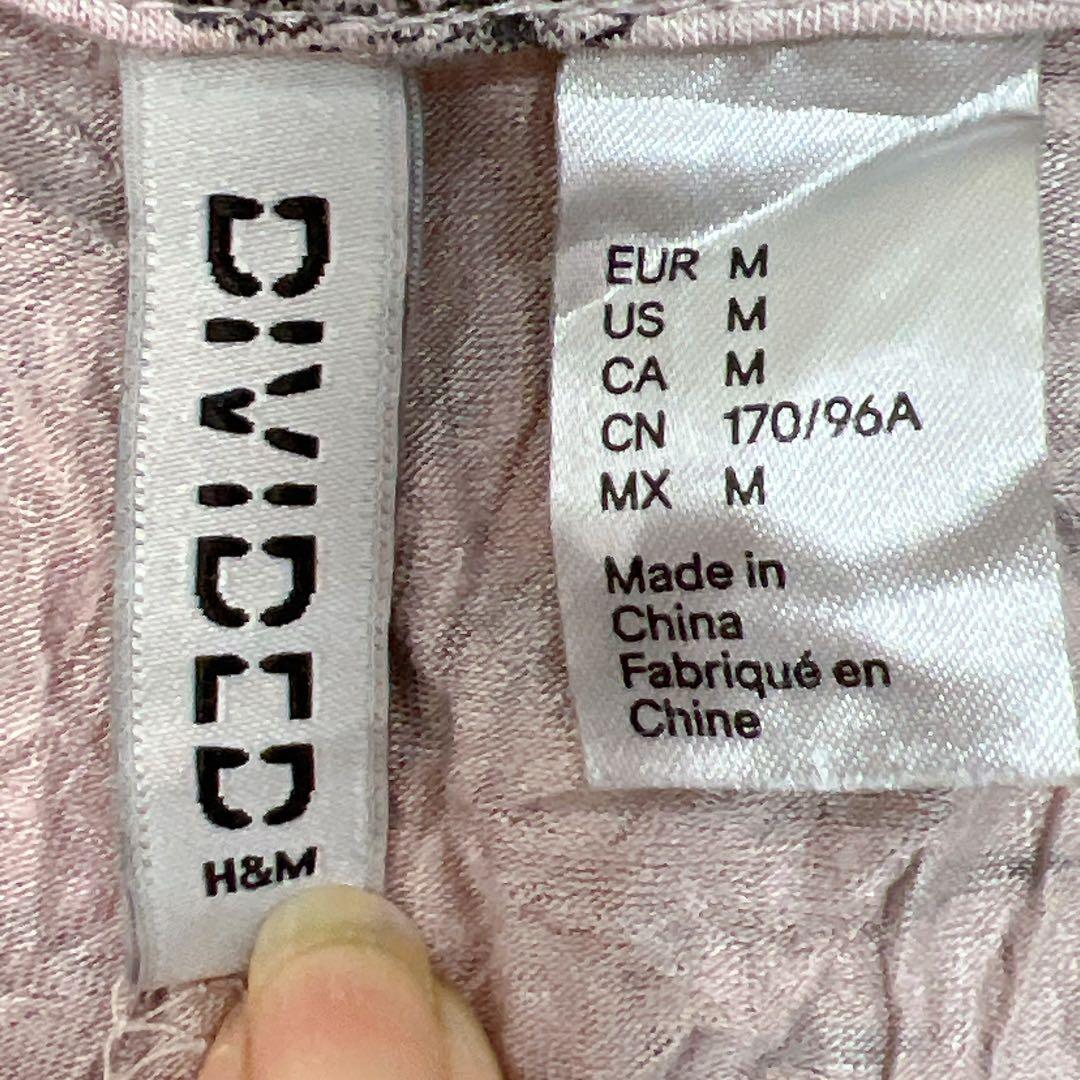 DIVIDED
H&M
EUR M
US M
CA M
CN 170/96A
MX M
Made in
China
Fabriqué en
Chine